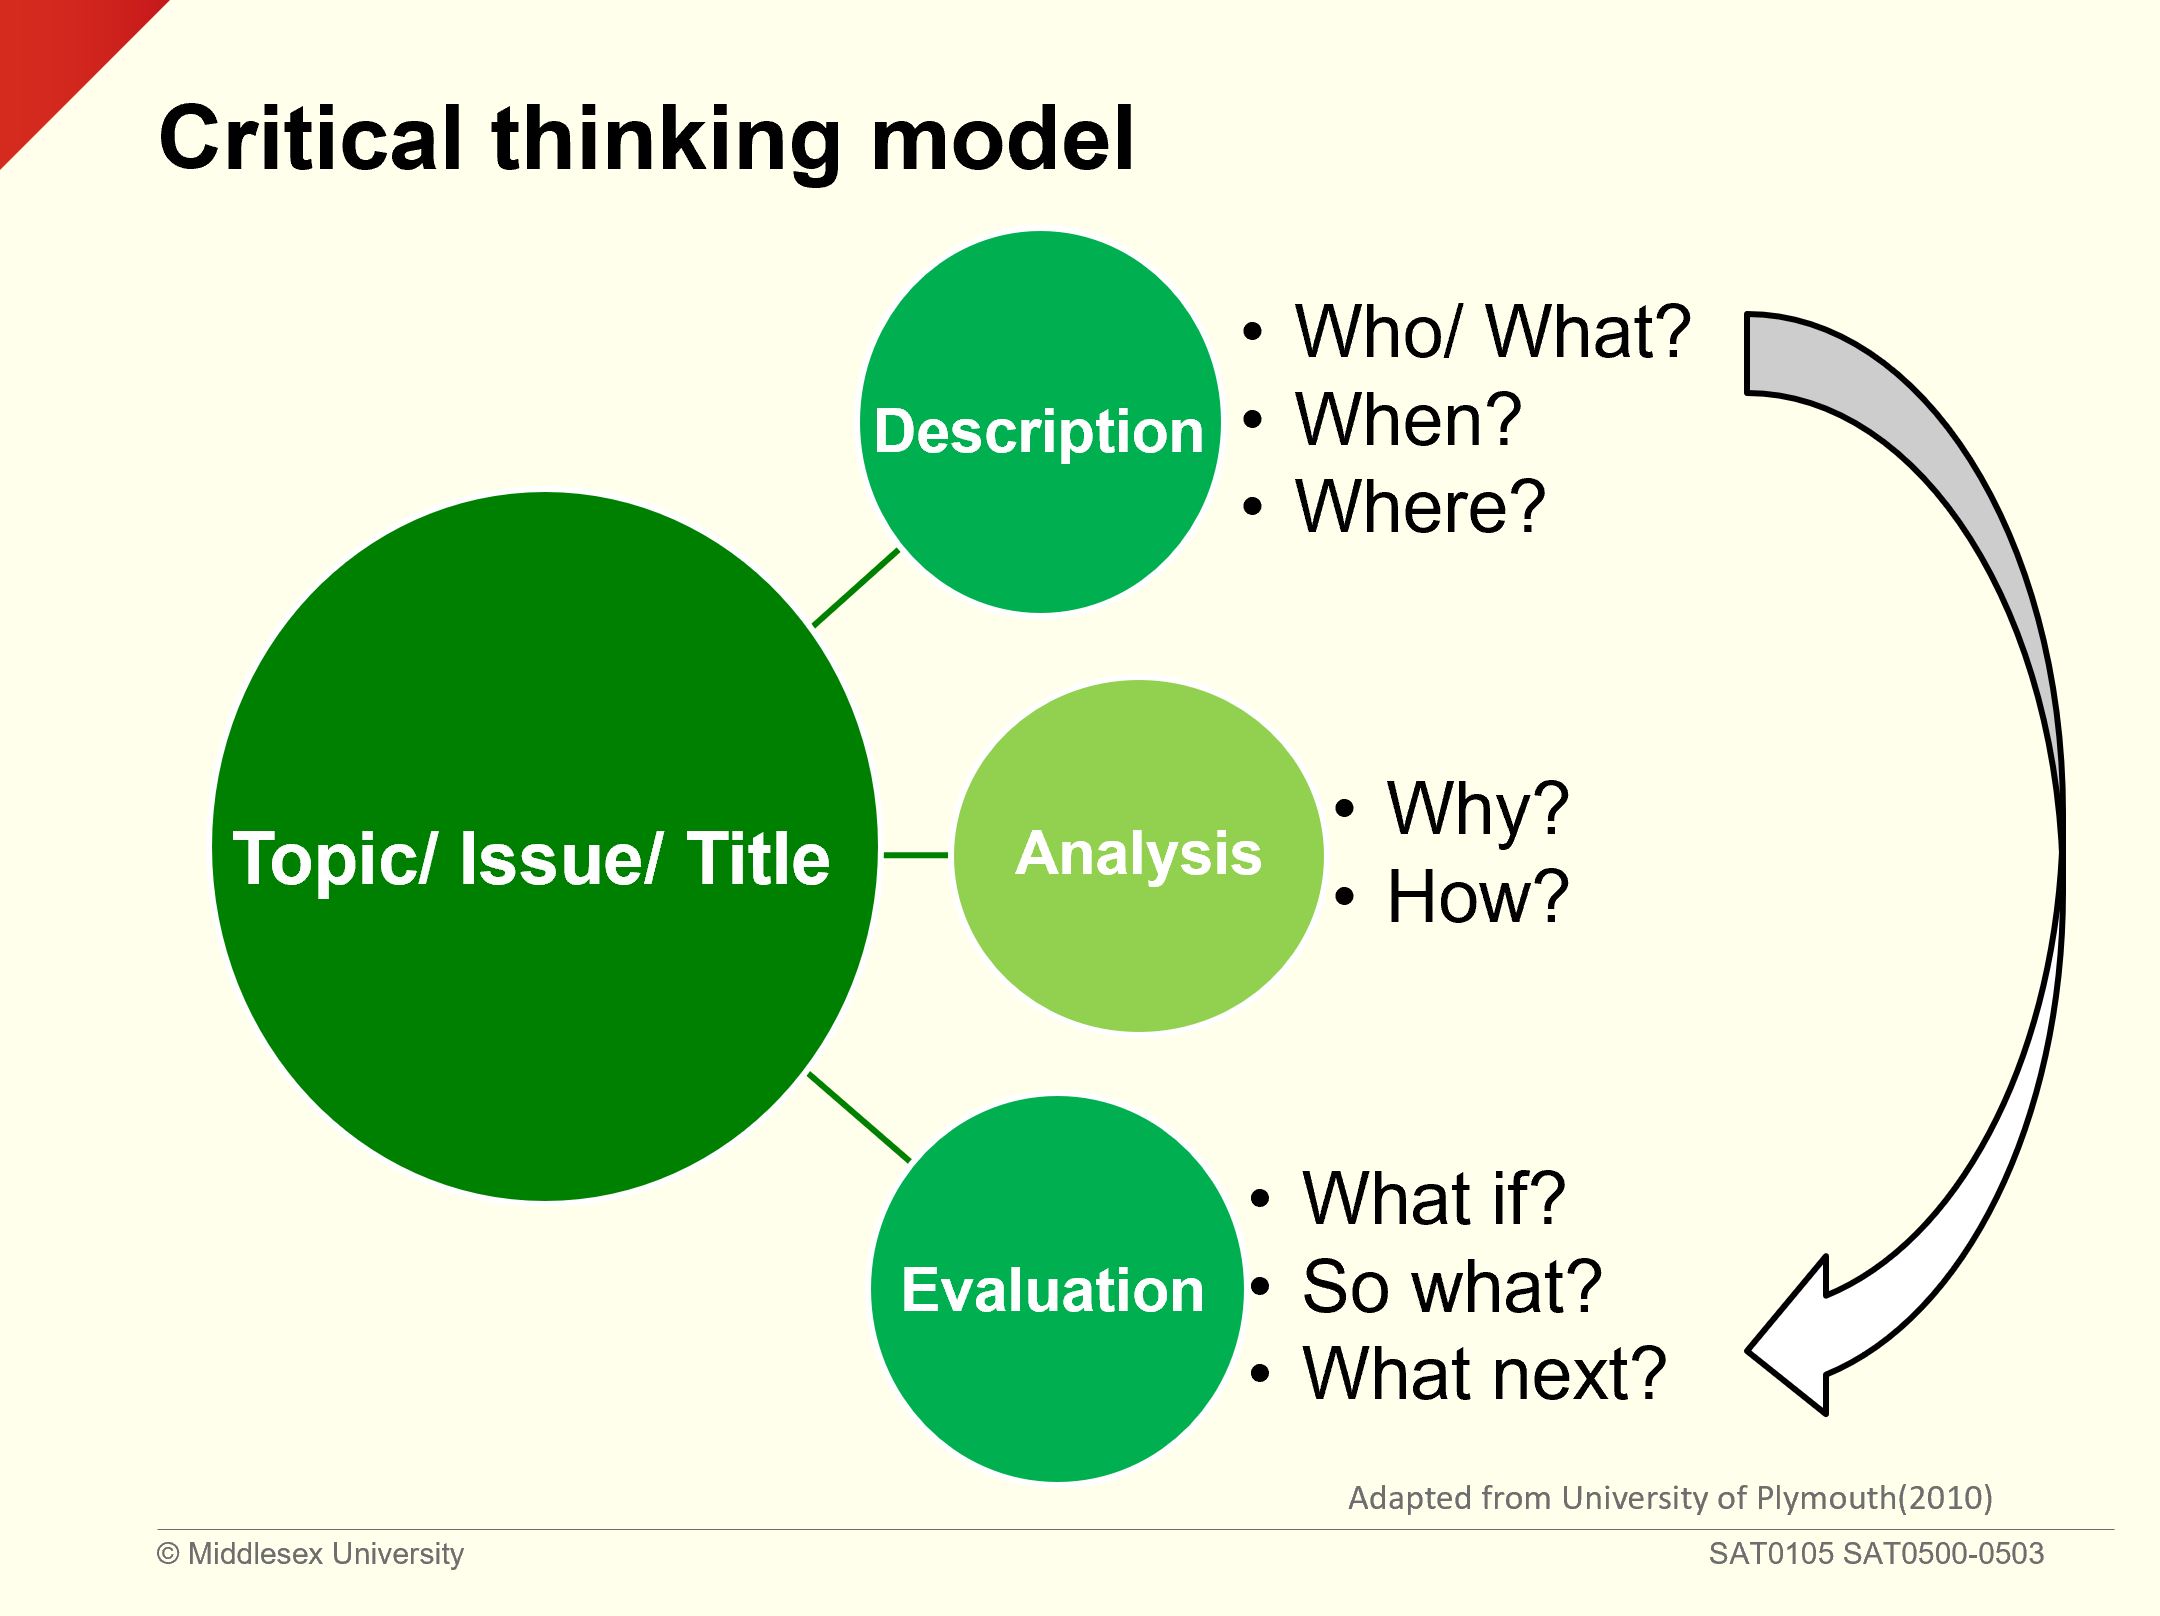 Critical thinking model
Description
• Who/ What?
• When?
• Where?
Topic/ Issue/ Title
Analysis
• Why?
• How?
Evaluation
• What if?
• So what?
• What next?
Adapted from University of Plymouth(2010)
© Middlesex University
SAT0105 SAT0500-0503